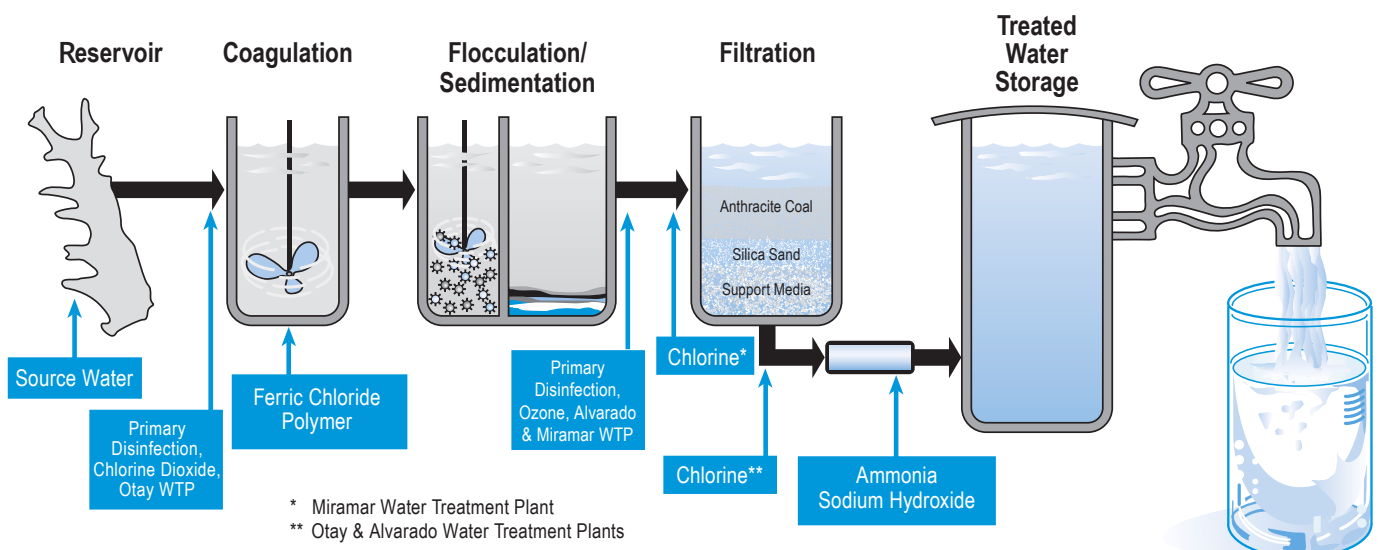 Reservoir
Coagulation
Flocculation/
Sedimentation
Filtration
Treated
Water
Storage
Anthracite Coal
Silica Sand
Support Media
Source Water
Primary
Disinfection,
Chlorine Dioxide,
Otay WTP
Ferric Chloride
Polymer
Primary
Disinfection,
Ozone, Alvarado
& Miramar WTP
Chlorine*
Chlorine**
Ammonia
Sodium Hydroxide
* Miramar Water Treatment Plant
** Otay & Alvarado Water Treatment Plants